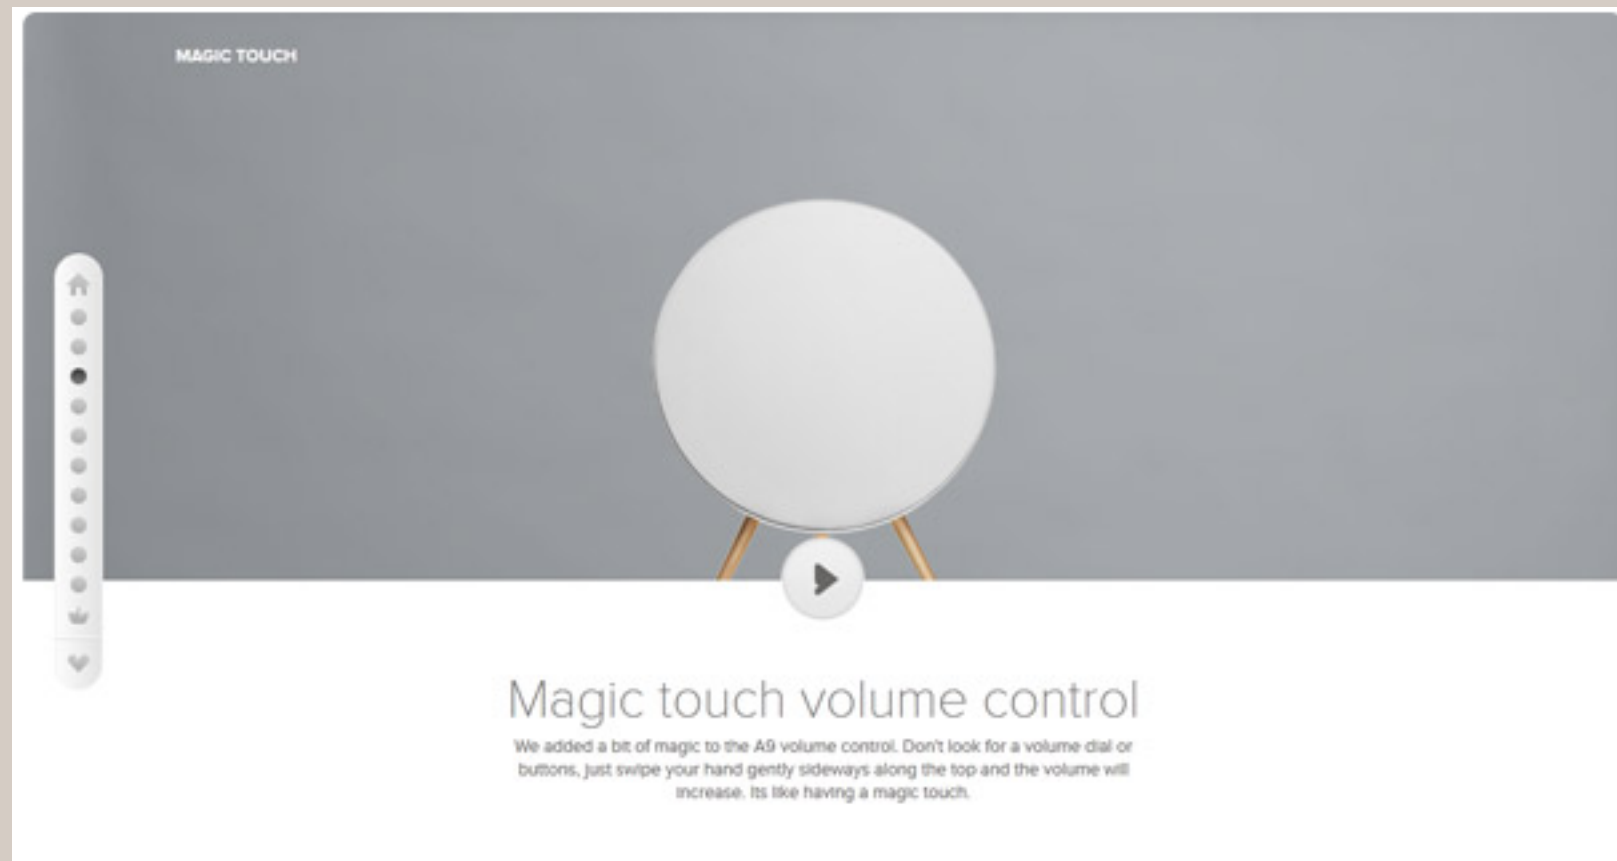 MAGIC TOUCH
Magic touch volume control
We added a bit of magic to the A9 volume control. Don't look for a volume dial or
buttons, just swipe your hand gently sideways along the top and the volume will
increase. Its like having a magic touch.